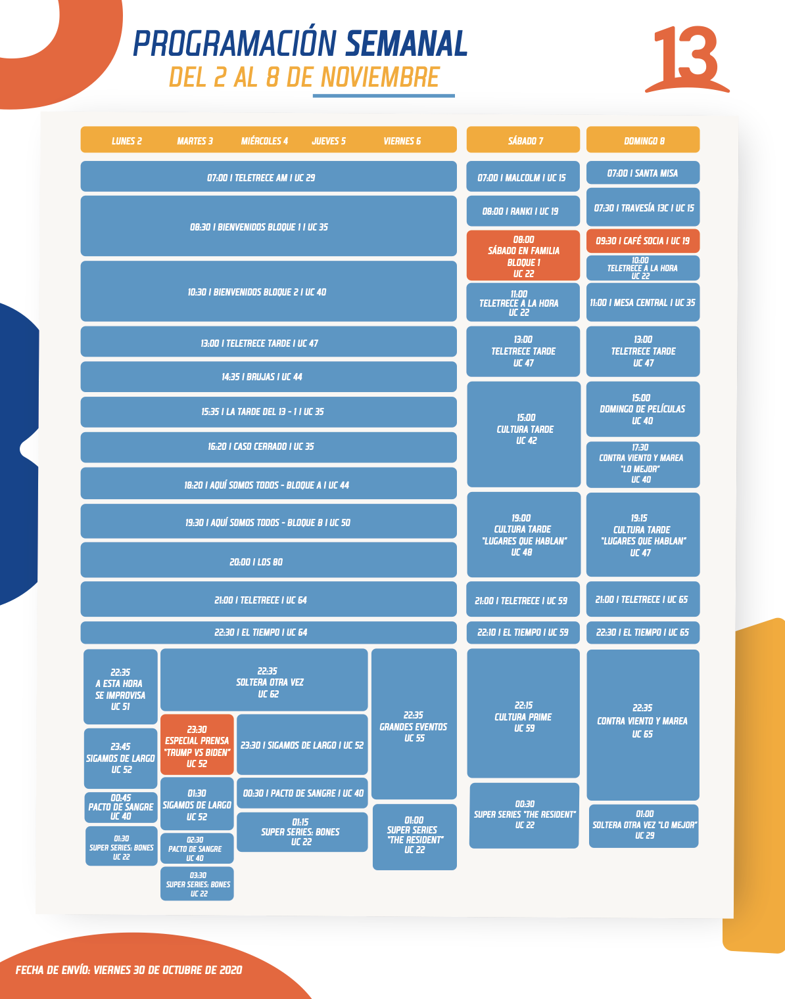 PROGRAMACIÓN SEMANAL
DEL 2 AL 8 DE NOVIEMBRE
13
LUNES 2 MARTES 3 MIÉRCOLES 4 JUEVES 5 VIERNES 6
07:00 | TELETRECE AM | UC 29
08:30 | BIENVENIDOS BLOQUE 1 | UC 35
10:30 | BIENVENIDOS BLOQUE 2 | UC 40
13:00 | TELETRECE TARDE | UC 47
14:35 | BRUJAS | UC 44
15:35 | LA TARDE DEL 13 - 1 | UC 35
16:20 | CASO CERRADO | UC 35
18:20 | AQUÍ SOMOS TODOS - BLOQUE A | UC 44
19:30 | AQUÍ SOMOS TODOS - BLOQUE B | UC 50
20:00 | LOS 80
21:00 | TELETRECE | UC 64
22:30 | EL TIEMPO | UC 64
22:35
A ESTA HORA
SE IMPROVISA
UC 51
23:45
SIGAMOS DE LARGO
UC 52
00:45
PACTO DE SANGRE
UC 40
01:30
SUPER SERIES: BONES
UC 22
22:35
SOLTERA OTRA VEZ
UC 62
23:30
ESPECIAL PRENSA
"TRUMP VS BIDEN"
UC 52
01:30
SIGAMOS DE LARGO
UC 52
02:30
PACTO DE SANGRE
UC 40
03:30
SUPER SERIES: BONES
UC 22
23:30 | SIGAMOS DE LARGO | UC 52
00:30 | PACTO DE SANGRE | UC 40
01:15
SUPER SERIES: BONES
UC 22
22:35
GRANDES EVENTOS
UC 55
01:00
SUPER SERIES
"THE RESIDENT"
UC 22
SÁBADO 7
07:00 | MALCOLM | UC 15
08:00 | RANKI | UC 19
08:00
SÁBADO EN FAMILIA
BLOQUE 1
UC 22
11:00
TELETRECE A LA HORA
UC 22
13:00
TELETRECE TARDE
UC 47
15:00
CULTURA TARDE
UC 42
19:00
CULTURA TARDE
"LUGARES QUE HABLAN"
UC 48
21:00 | TELETRECE | UC 59
22:10 | EL TIEMPO | UC 59
22:15
CULTURA PRIME
UC 59
00:30
SUPER SERIES "THE RESIDENT"
UC 22
DOMINGO 8
07:00 | SANTA MISA
07:30 | TRAVESÍA 13C | UC 15
09:30 | CAFÉ SOCIA | UC 19
10:00
TELETRECE A LA HORA
UC 22
11:00 | MESA CENTRAL | UC 35
13:00
TELETRECE TARDE
UC 47
15:00
DOMINGO DE PELÍCULAS
UC 40
17:30
CONTRA VIENTO Y MAREA
"LO MEJOR"
UC 40
19:15
CULTURA TARDE
"LUGARES QUE HABLAN"
UC 47
21:00 | TELETRECE | UC 65
22:30 | EL TIEMPO | UC 65
22:35
CONTRA VIENTO Y MAREA
UC 65
01:00
SOLTERA OTRA VEZ "LO MEJOR"
UC 29
FECHA DE ENVÍO: VIERNES 30 DE OCTUBRE DE 2020